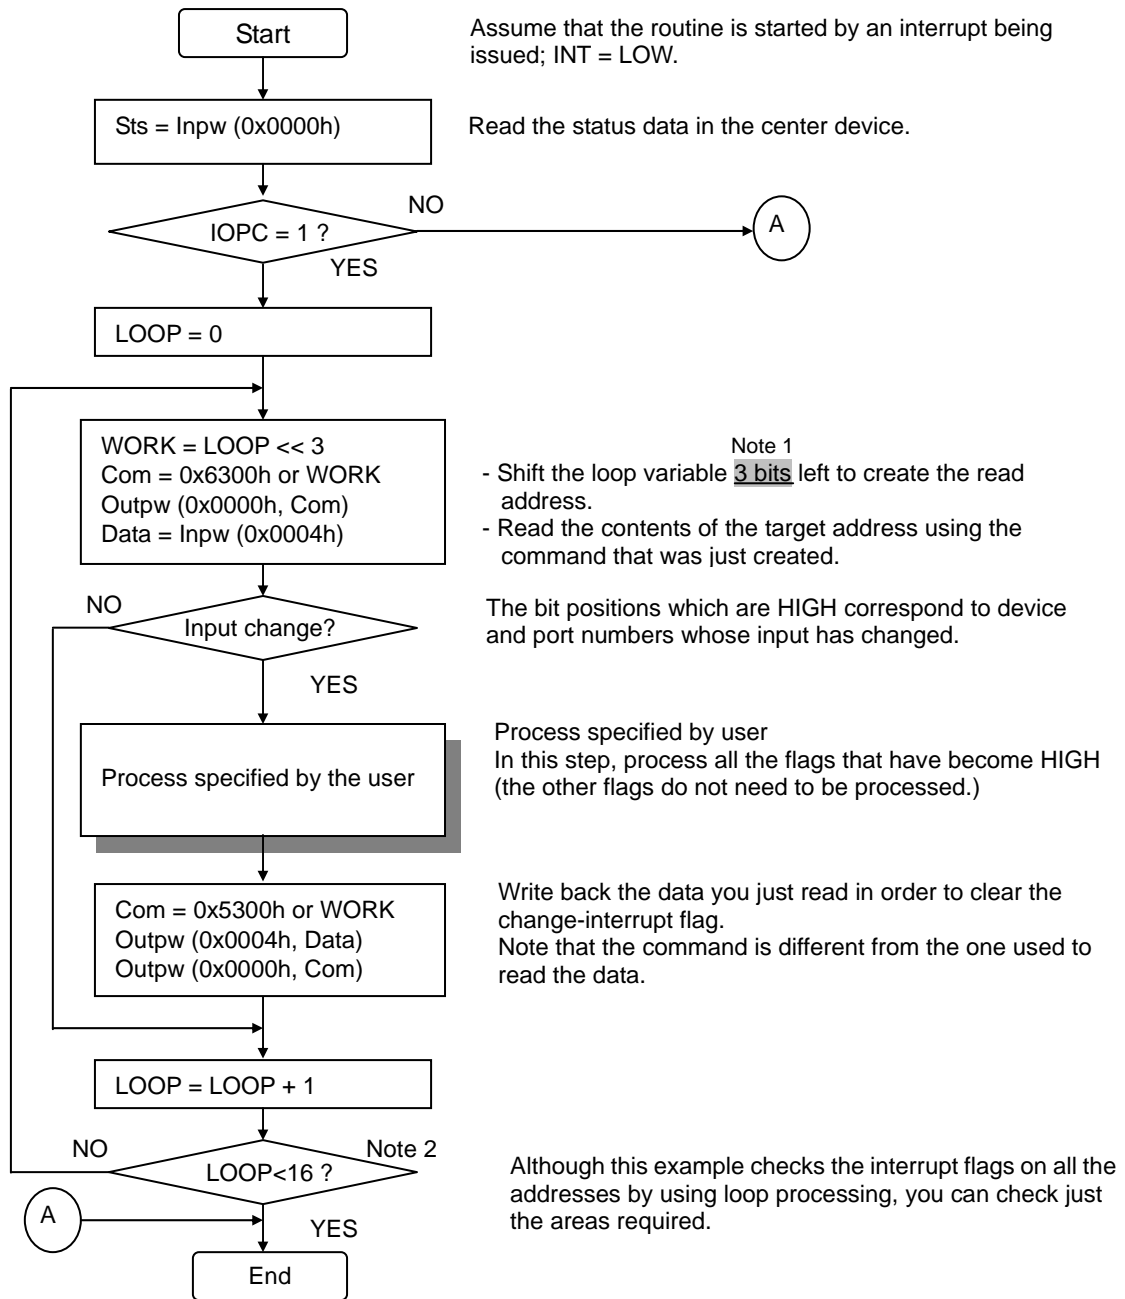 Start
Assume that the routine is started by an interrupt being
issued; INT = LOW.
Sts = Inpw (0x0000h)
Read the status data in the center device.
IOPC = 1 ?
NO
A
YES
LOOP = 0
WORK = LOOP << 3
Com = 0x6300h or WORK
Outpw (0x0000h, Com)
Data = Inpw (0x0004h)
Note 1
- Shift the loop variable 3 bits left to create the read
address.
- Read the contents of the target address using the
command that was just created.
NO
Input change?
YES
The bit positions which are HIGH correspond to device
and port numbers whose input has changed.
Process specified by the user
Process specified by user
In this step, process all the flags that have become HIGH
(the other flags do not need to be processed.)
Com = 0x5300h or WORK
Outpw (0x0004h, Data)
Outpw (0x0000h, Com)
Write back the data you just read in order to clear the
change-interrupt flag.
Note that the command is different from the one used to
read the data.
LOOP = LOOP + 1
NO
Note 2
LOOP<16 ?
YES
Although this example checks the interrupt flags on all the
addresses by using loop processing, you can check just
the areas required.
A
End